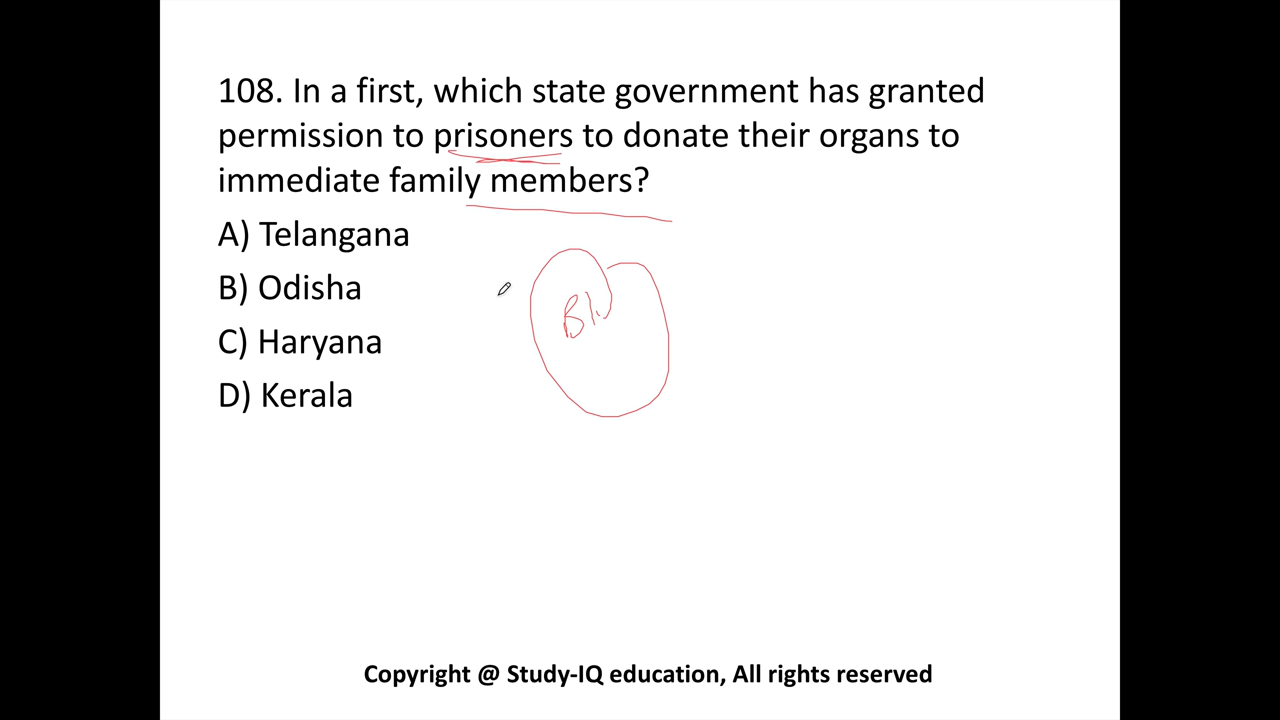 108. In a first, which state government has granted
permission to prisoners to donate their organs to
immediate family members?
A) Telangana
B) Odisha
C) Haryana
D) Kerala
Copyright @ Study-IQ education, All rights reserved